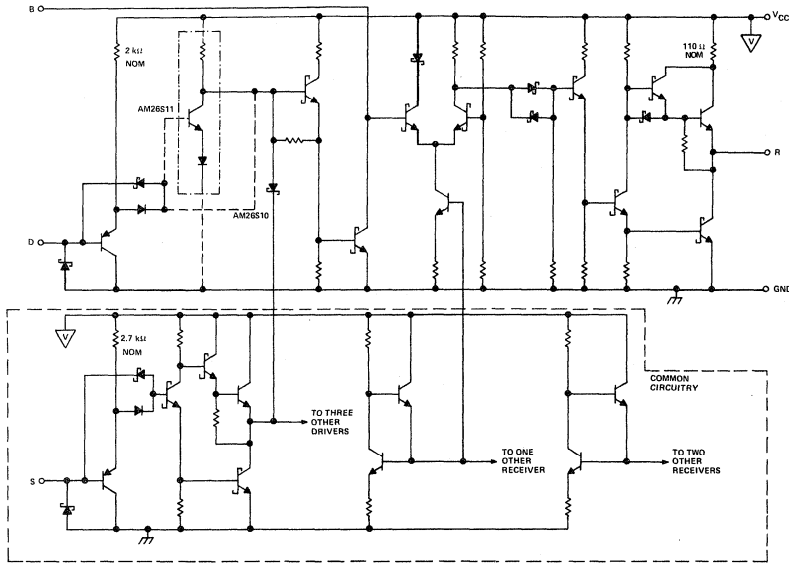 B
VCC
V
2 kΩ
NOM
110 Ω
NOM
AM26S11
R
AM26S10
D
GND
V
2.7 kΩ
NOM
COMMON
CIRCUITRY
TO THREE
OTHER
DRIVERS
TO ONE
OTHER
RECEIVER
TO TWO
OTHER
RECEIVERS
S